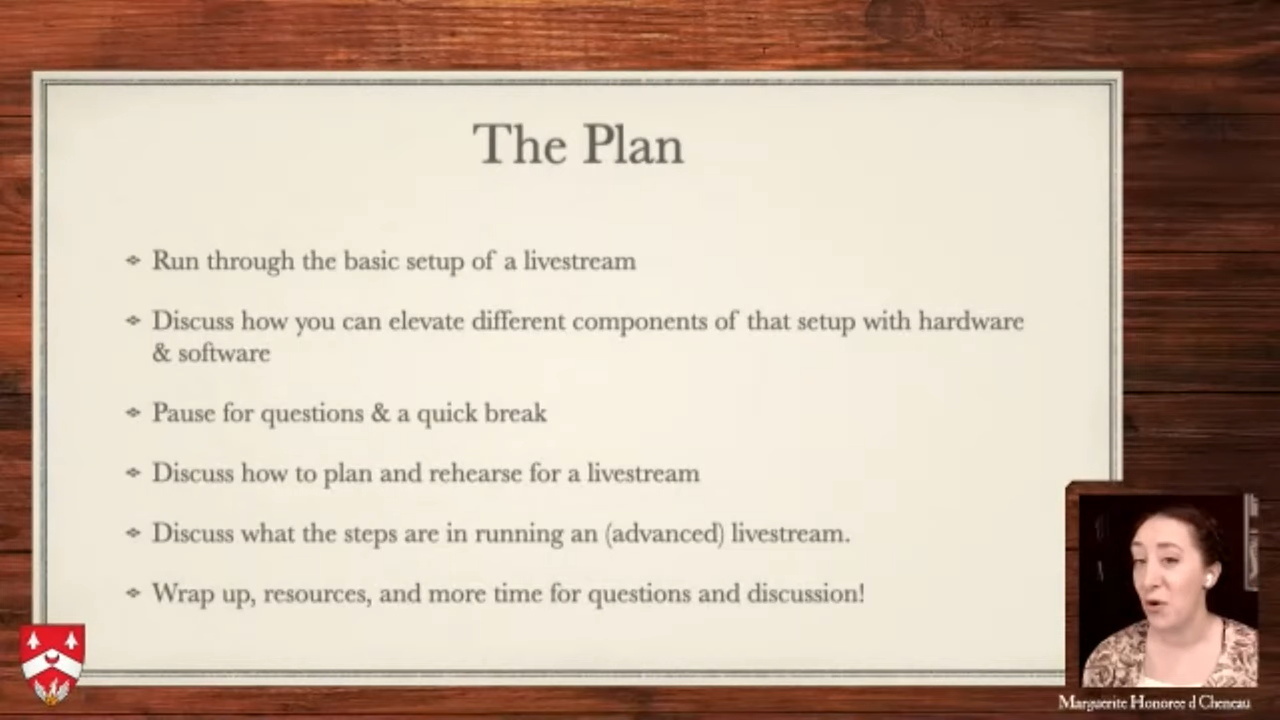 The Plan
Run through the basic setup of a livestream
Discuss how you can elevate different components of that setup with hardware
& software
Pause for questions & a quick break
Discuss how to plan and rehearse for a livestream
Discuss what the steps are in running an (advanced) livestream.
Wrap up, resources, and more time for questions and discussion!
Marguerite Honoree d Cheneau